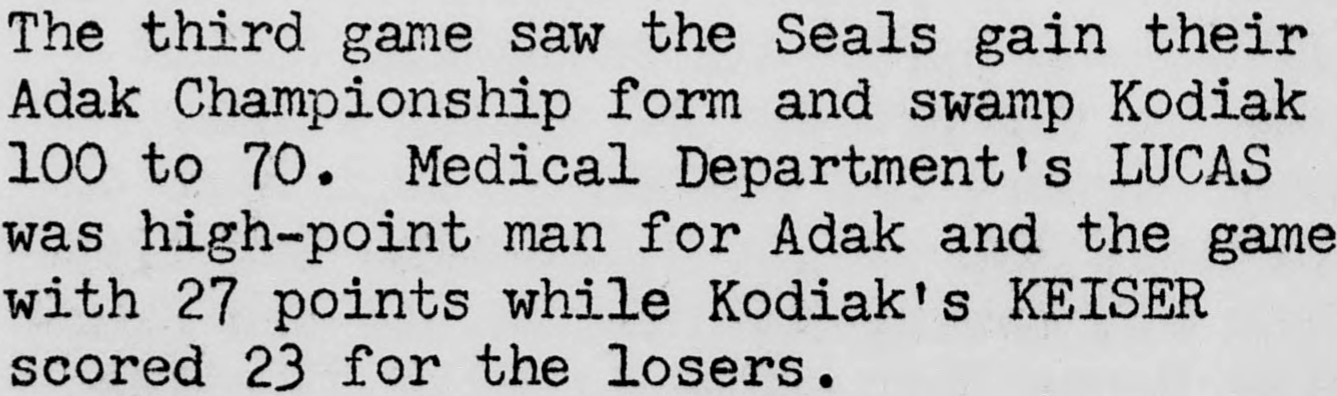 The third game saw the Seals gain their
Adak Championship form and swamp Kodiak
100 to 70. Medical Department's LUCAS
was high-point man for Adak and the game
with 27 points while Kodiak's KEISER
scored 23 for the losers.